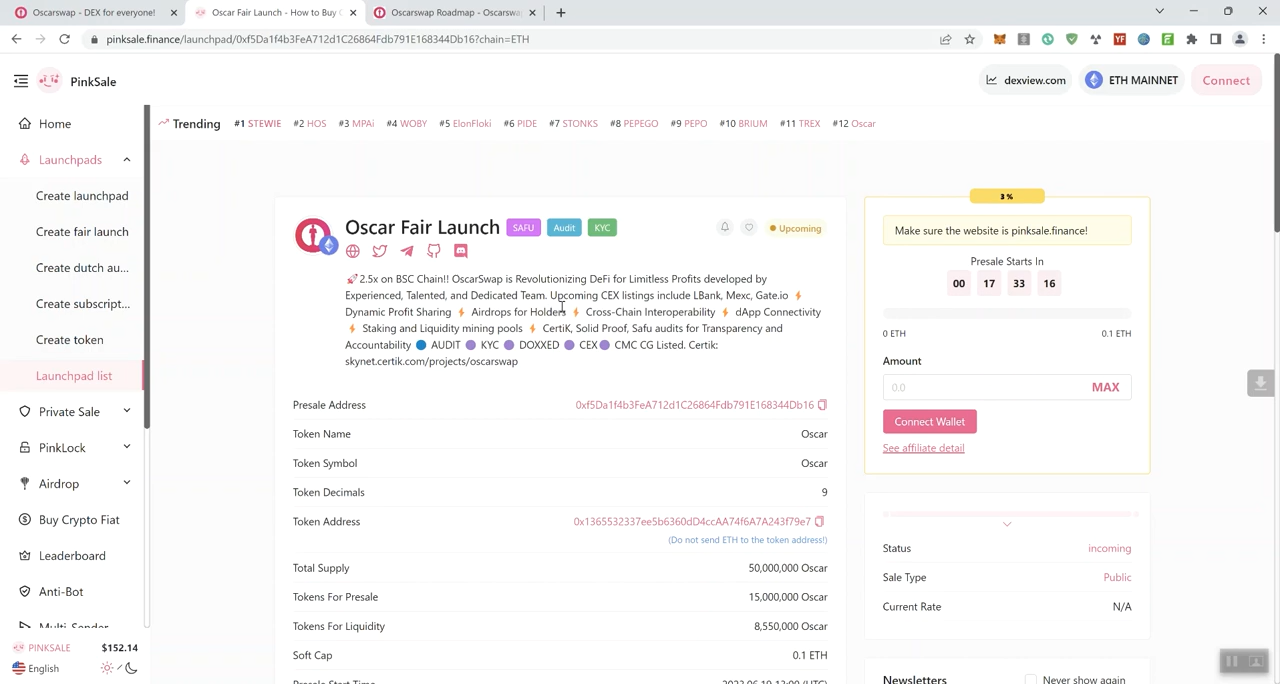 Oscarswap - DEX for everyone!
Oscar Fair Launch - How to Buy
Oscarswap Roadmap - Oscarswa
pinksale.finance/launchpad/0xf5Da1f4b3FeA712d1C26864Fdb791E168344Db16?chain=ETH
PinkSale
dexview.com
ETH MAINNET
Connect
Home
Launchpads
Create launchpad
Create fair launch
Create dutch au...
Create subscript...
Create token
Launchpad list
Private Sale
PinkLock
Airdrop
Buy Crypto Fiat
Leaderboard
Anti-Bot
Multi-Sender
PINKSALE $152.14
English
Trending #1 STEWIE #2 HOS #3 MPAi #4 WOBY #5 ElonFloki #6 PIDE #7 STONKS #8 PEPEGO #9 PEPO #10 BRIUM #11 TREX #12 Oscar
Oscar Fair Launch SAFU Audit KYC
Upcoming
🚀2.5x on BSC Chain!! OscarSwap is Revolutionizing DeFi for Limitless Profits developed by
Experienced, Talented, and Dedicated Team. Upcoming CEX listings include LBank, Mexc, Gate.io ⚡
Dynamic Profit Sharing ⚡ Airdrops for Holders ⚡ Cross-Chain Interoperability ⚡ dApp Connectivity
⚡ Staking and Liquidity mining pools ⚡ CertiK, Solid Proof, Safu audits for Transparency and
Accountability 🔵 AUDIT 🟣 KYC 🟣 DOXXED 🟣 CEX🟣 CMC CG Listed. Certik:
skynet.certik.com/projects/oscarswap
Presale Address 0xf5Da1f4b3FeA712d1C26864Fdb791E168344Db16
Token Name Oscar
Token Symbol Oscar
Token Decimals 9
Token Address 0x1365532337ee5b6360dD4ccAA74f6A7A243f79e7
(Do not send ETH to the token address!)
Total Supply 50,000,000 Oscar
Tokens For Presale 15,000,000 Oscar
Tokens For Liquidity 8,550,000 Oscar
Soft Cap 0.1 ETH
Presale Start Time 2023.06.19 13:00 (UTC)
3 %
Make sure the website is pinksale.finance!
Presale Starts In
00 17 33 16
0 ETH 0.1 ETH
Amount
0.0 MAX
Connect Wallet
See affiliate detail
Status incoming
Sale Type Public
Current Rate N/A
Newsletters Never show again
YF